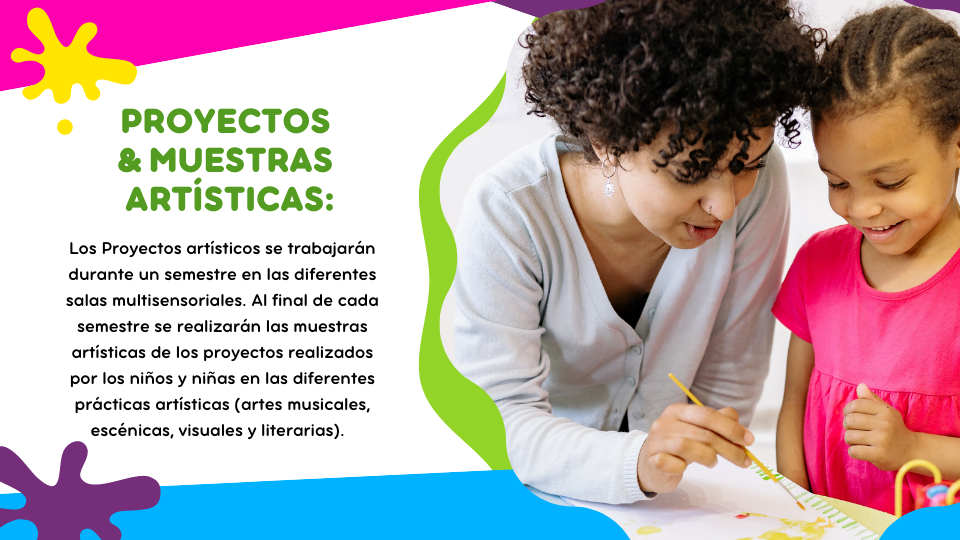 PROYECTOS
& MUESTRAS
ARTÍSTICAS:
Los Proyectos artísticos se trabajarán
durante un semestre en las diferentes
salas multisensoriales. Al final de cada
semestre se realizarán las muestras
artísticas de los proyectos realizados
por los niños y niñas en las diferentes
prácticas artísticas (artes musicales,
escénicas, visuales y literarias).